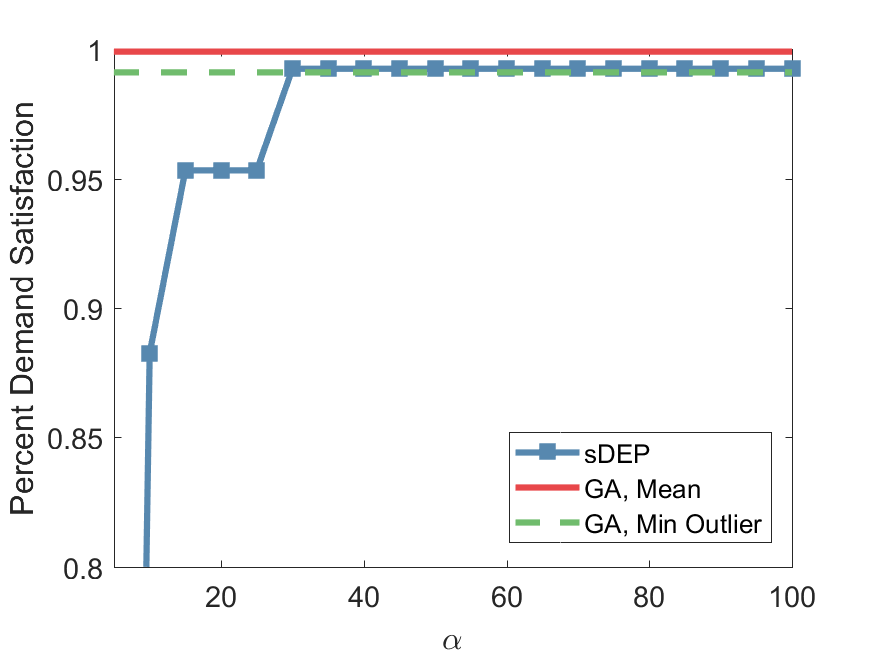 1
0.95
0.9
0.85
0.8
Percent Demand Satisfaction
sDEP
GA, Mean
GA, Min Outlier
20
40
60
80
100
α